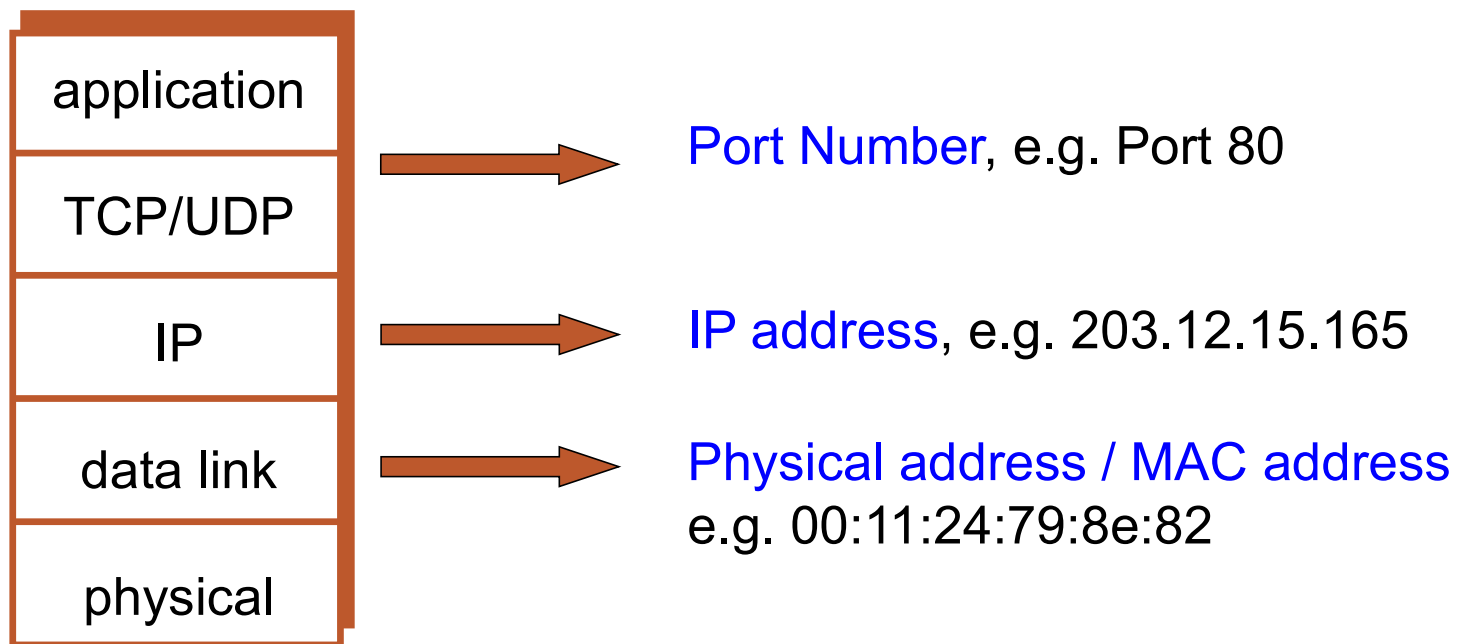 application
TCP/UDP
IP
data link
physical
Port Number, e.g. Port 80
IP address, e.g. 203.12.15.165
Physical address / MAC address
e.g. 00:11:24:79:8e:82